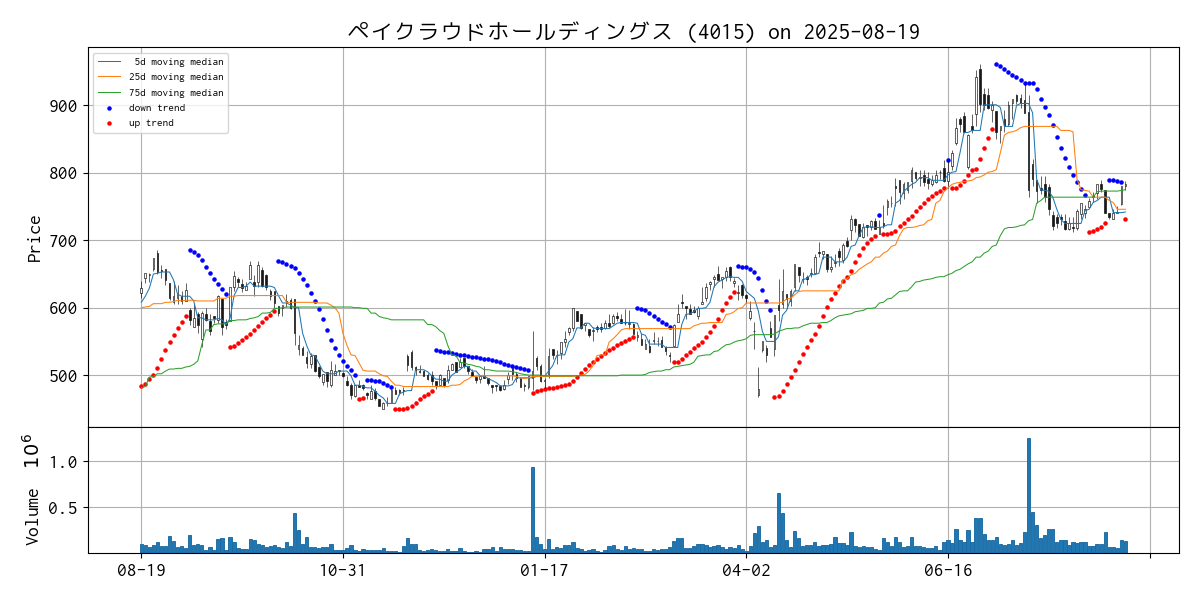 ペイクラウドホールディングス (4015) on 2025-08-19
5d moving median
25d moving median
75d moving median
down trend
up trend
900
800
700
600
500
Price
1.0
0.5
Volume 10^6
08-19
10-31
01-17
04-02
06-16